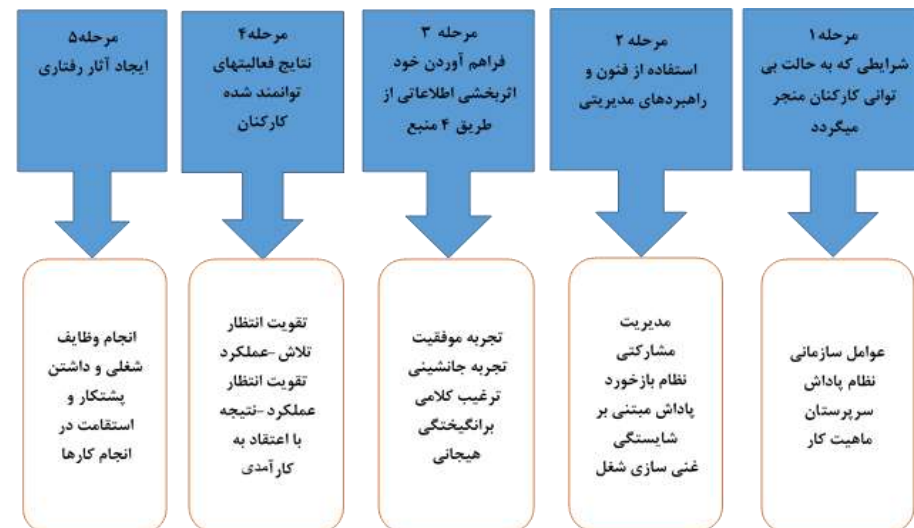 مرحله۱
شرایطی که به حالت بی
توانی کارکنان منجر
میگردد
مرحله ۲
استفاده از فنون و
راهبردهای مدیریتی
مرحله ۳
فراهم آوردن خود
اثربخشی اطلاعاتی از
طریق ۴ منبع
مرحله۴
نتایج فعالیتهای
توانمند شده
کارکنان
مرحله۵
ایجاد آثار رفتاری
عوامل سازمانی
نظام پاداش
سرپرستان
ماهیت کار
مدیریت
مشارکتی
نظام بازخورد
پاداش مبتنی بر
شایستگی
غنی سازی شغل
تجربه موفقیت
تجربه جانشینی
ترغیب کلامی
برانگیختگی
هیجانی
تقویت انتظار
تلاش -عملکرد
تقویت انتظار
عملکرد -نتیجه
با اعتقاد به
کارآمدی
انجام وظایف
شغلی و داشتن
پشتکار و
استقامت در
انجام کارها